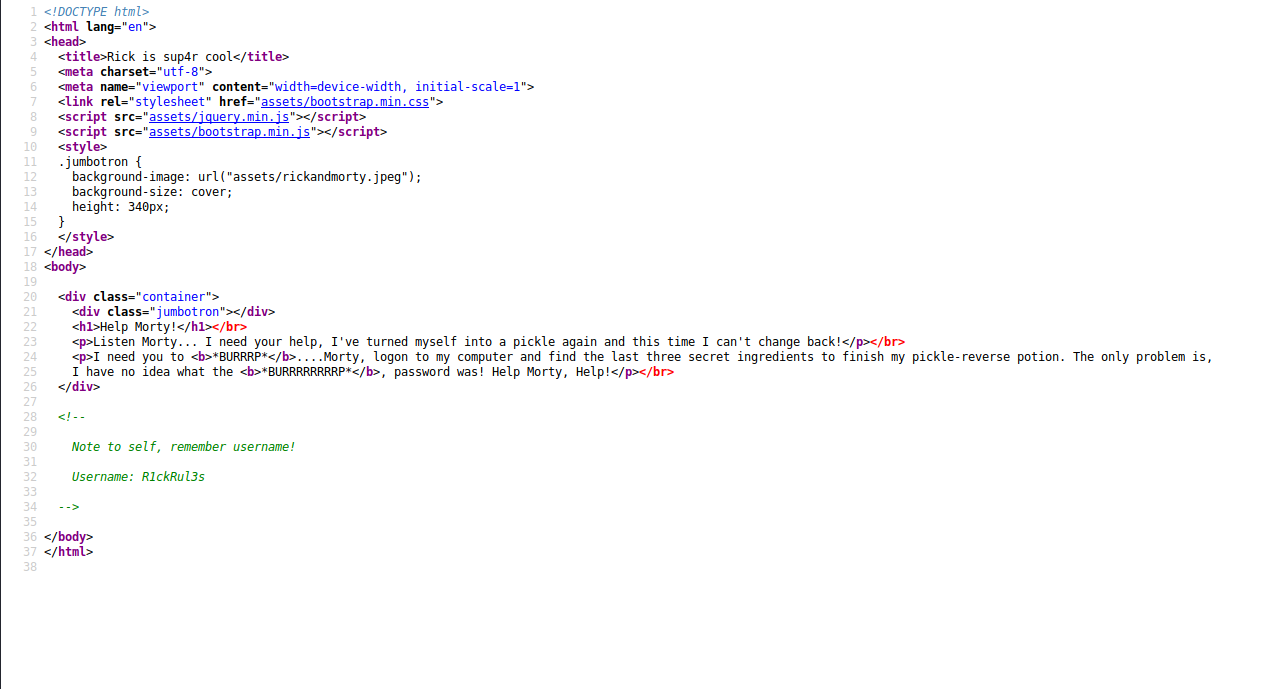 1 <!DOCTYPE html>
2 <html lang="en">
3 <head>
4   <title>Rick is sup4r cool</title>
5   <meta charset="utf-8">
6   <meta name="viewport" content="width=device-width, initial-scale=1">
7   <link rel="stylesheet" href="assets/bootstrap.min.css">
8   <script src="assets/jquery.min.js"></script>
9   <script src="assets/bootstrap.min.js"></script>
10   <style>
11   .jumbotron {
12     background-image: url("assets/rickandmorty.jpeg");
13     background-size: cover;
14     height: 340px;
15   }
16   </style>
17 </head>
18 <body>
19
20   <div class="container">
21     <div class="jumbotron"></div>
22     <h1>Help Morty!</h1></br>
23     <p>Listen Morty... I need your help, I've turned myself into a pickle again and this time I can't change back!</p></br>
24     <p>I need you to <b>*BURRRP*</b>....Morty, logon to my computer and find the last three secret ingredients to finish my pickle-reverse potion. The only problem is,
25     I have no idea what the <b>*BURRRRRRRRP*</b>, password was! Help Morty, Help!</p></br>
26   </div>
27
28   <!--
29
30     Note to self, remember username!
31
32     Username: R1ckRul3s
33
34   -->
35
36 </body>
37 </html>
38